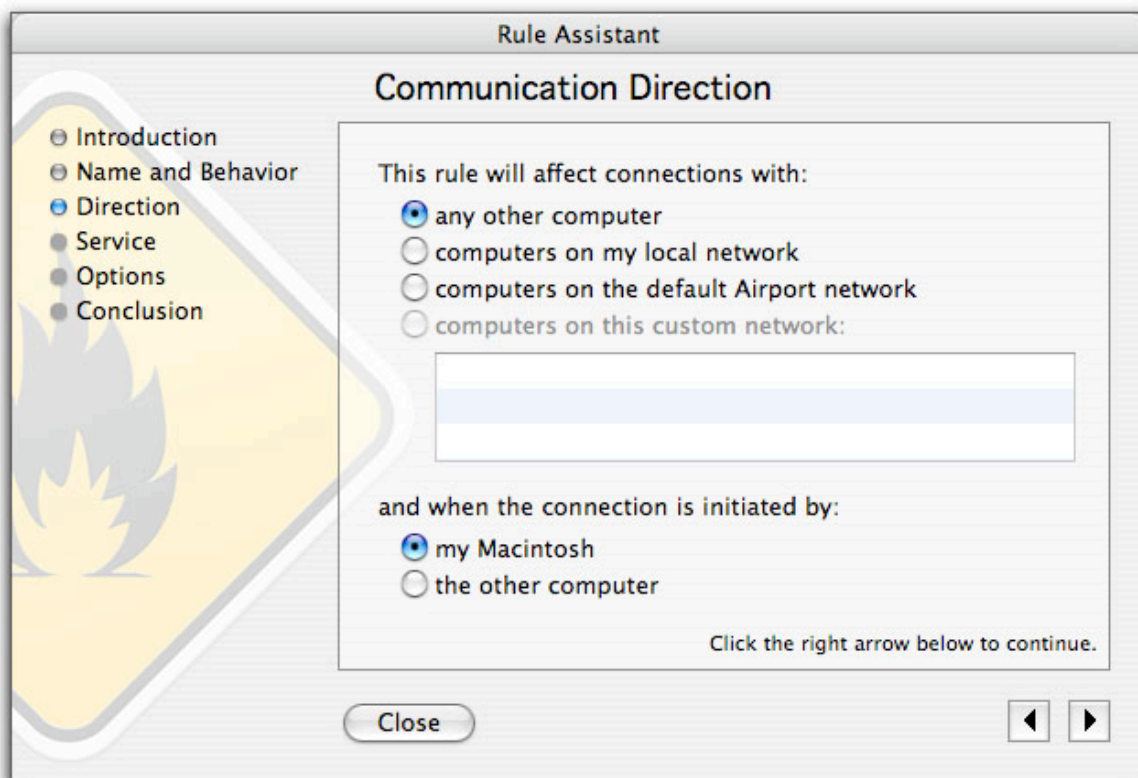 Rule Assistant
Communication Direction
Introduction
Name and Behavior
Direction
Service
Options
Conclusion
This rule will affect connections with:
any other computer
computers on my local network
computers on the default Airport network
computers on this custom network:
and when the connection is initiated by:
my Macintosh
the other computer
Click the right arrow below to continue.
Close